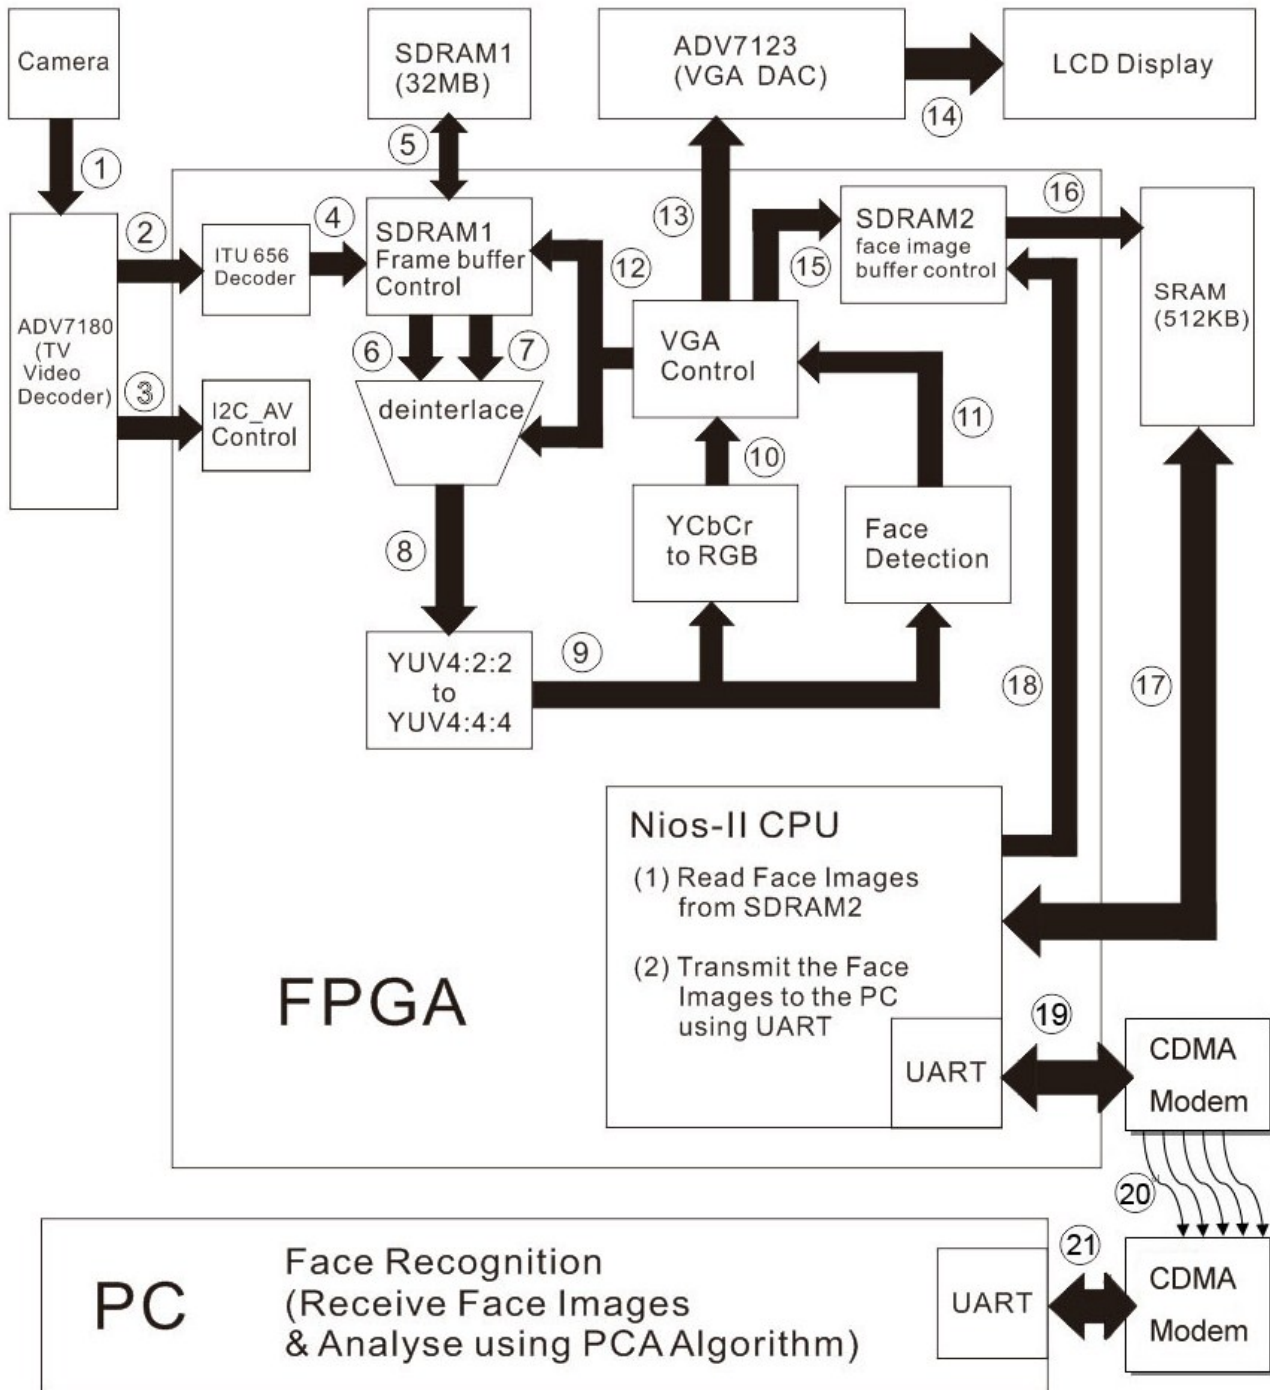 Camera
SDRAM1
(32MB)
ADV7123
(VGA DAC)
LCD Display
14
5
1
16
2
4
13
SDRAM2
face image
buffer control
SDRAM1
Frame buffer
Control
ITU 656
Decoder
12
15
SRAM
(512KB)
ADV7180
(TV
Video
Decoder)
6
7
VGA
Control
3
I2C_AV
Control
deinterlace
11
10
YCbCr
to RGB
Face
Detection
8
9
YUV4:2:2
to
YUV4:4:4
18
17
Nios-II CPU
(1) Read Face Images
from SDRAM2
(2) Transmit the Face
Images to the PC
using UART
FPGA
19
UART
CDMA
Modem
20
21
PC
Face Recognition
(Receive Face Images
& Analyse using PCA Algorithm)
UART
CDMA
Modem